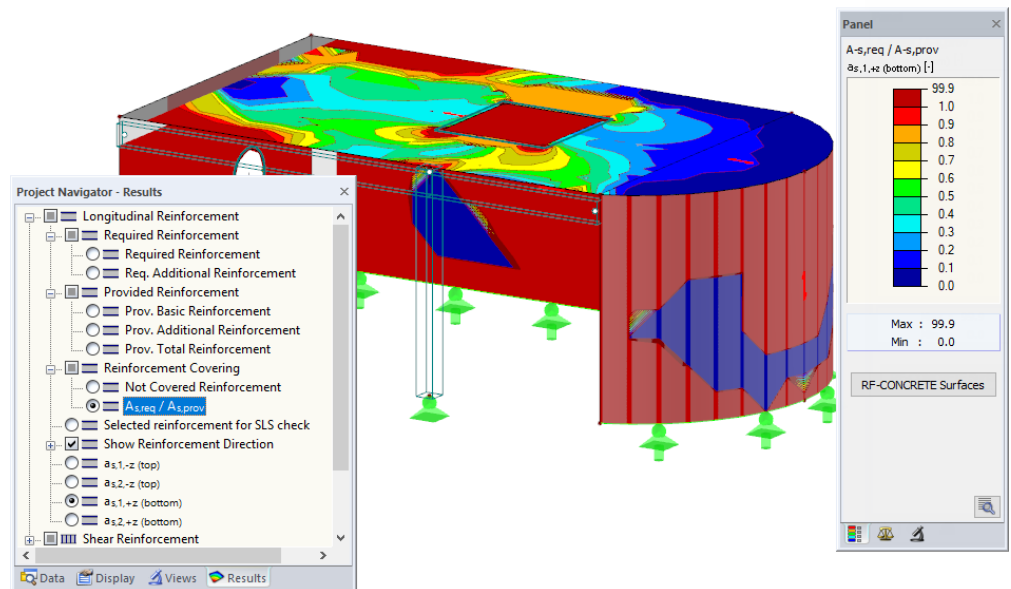 Project Navigator - Results
Longitudinal Reinforcement
Required Reinforcement
Required Reinforcement
Req. Additional Reinforcement
Provided Reinforcement
Prov. Basic Reinforcement
Prov. Additional Reinforcement
Prov. Total Reinforcement
Reinforcement Covering
Not Covered Reinforcement
As,req / As,prov
Selected reinforcement for SLS check
Show Reinforcement Direction
as,1,-z (top)
as,2,-z (top)
as,1,+z (bottom)
as,2,+z (bottom)
Shear Reinforcement
Data Display Views Results
Panel
A-s,req / A-s,prov
as,1,+z (bottom) [-]
99.9
1.0
0.9
0.8
0.7
0.6
0.5
0.4
0.3
0.2
0.1
0.0
Max : 99.9
Min : 0.0
RF-CONCRETE Surfaces